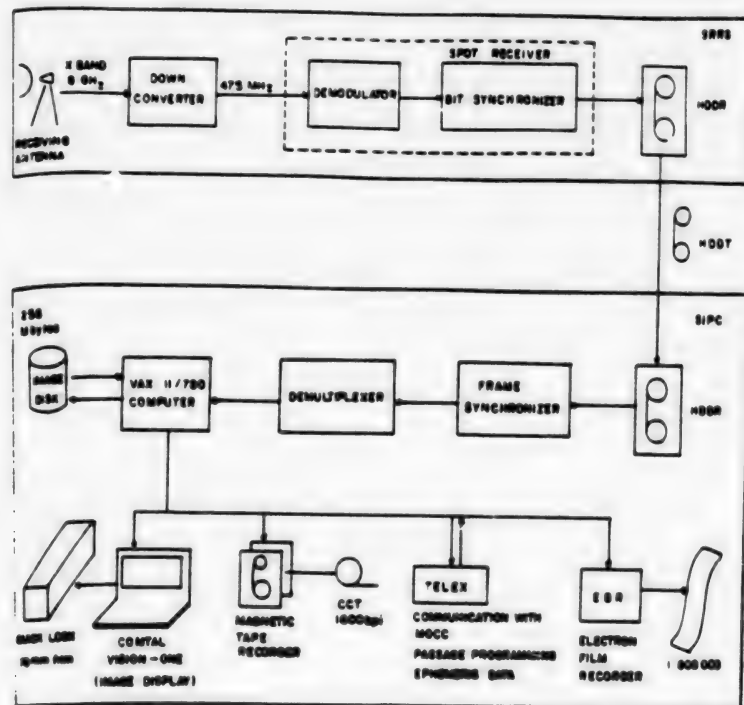 SRRS
SPOT RECEIVER
X BAND
8 GHz
DOWN
CONVERTER
475 MHz
DEMODULATOR
BIT SYNCHRONIZER
HDDR
RECEIVING
ANTENNA
HDDT
SIPC
256
Mbytes
IMAGE
DISK
VAX 11/780
COMPUTER
DEMULTIPLEXER
FRAME
SYNCHRONIZER
HDDR
COMTAL
VISION-ONE
(IMAGE DISPLAY)
MAGNETIC
TAPE
RECORDER
CCT
1600bpi
TELEX
COMMUNICATION WITH
MOCC
PASSAGE PROGRAMMING
EPHEMERIS DATA
EBR
ELECTRON
FILM
RECORDER